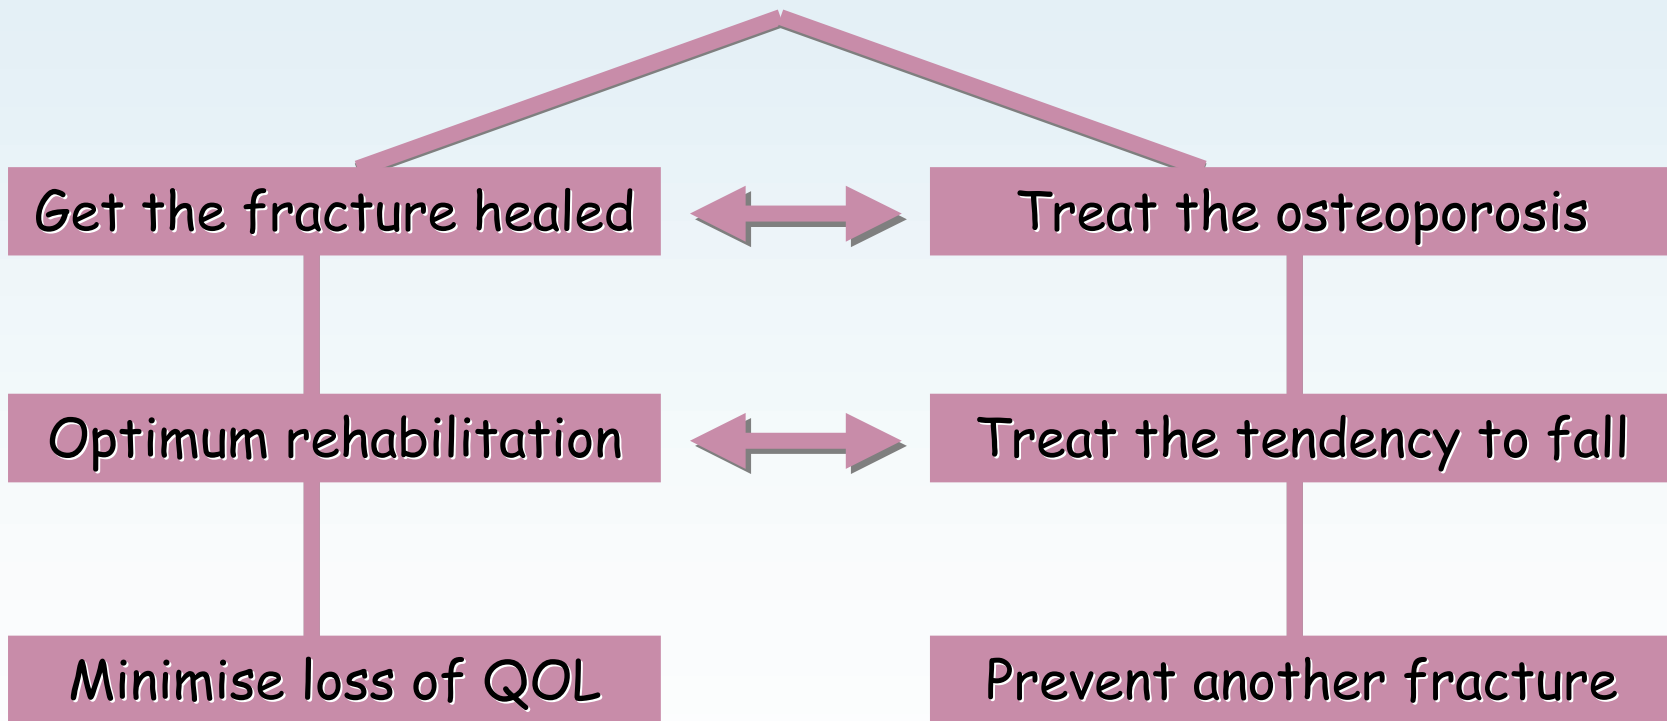 Get the fracture healed
Treat the osteoporosis
Optimum rehabilitation
Treat the tendency to fall
Minimise loss of QOL
Prevent another fracture